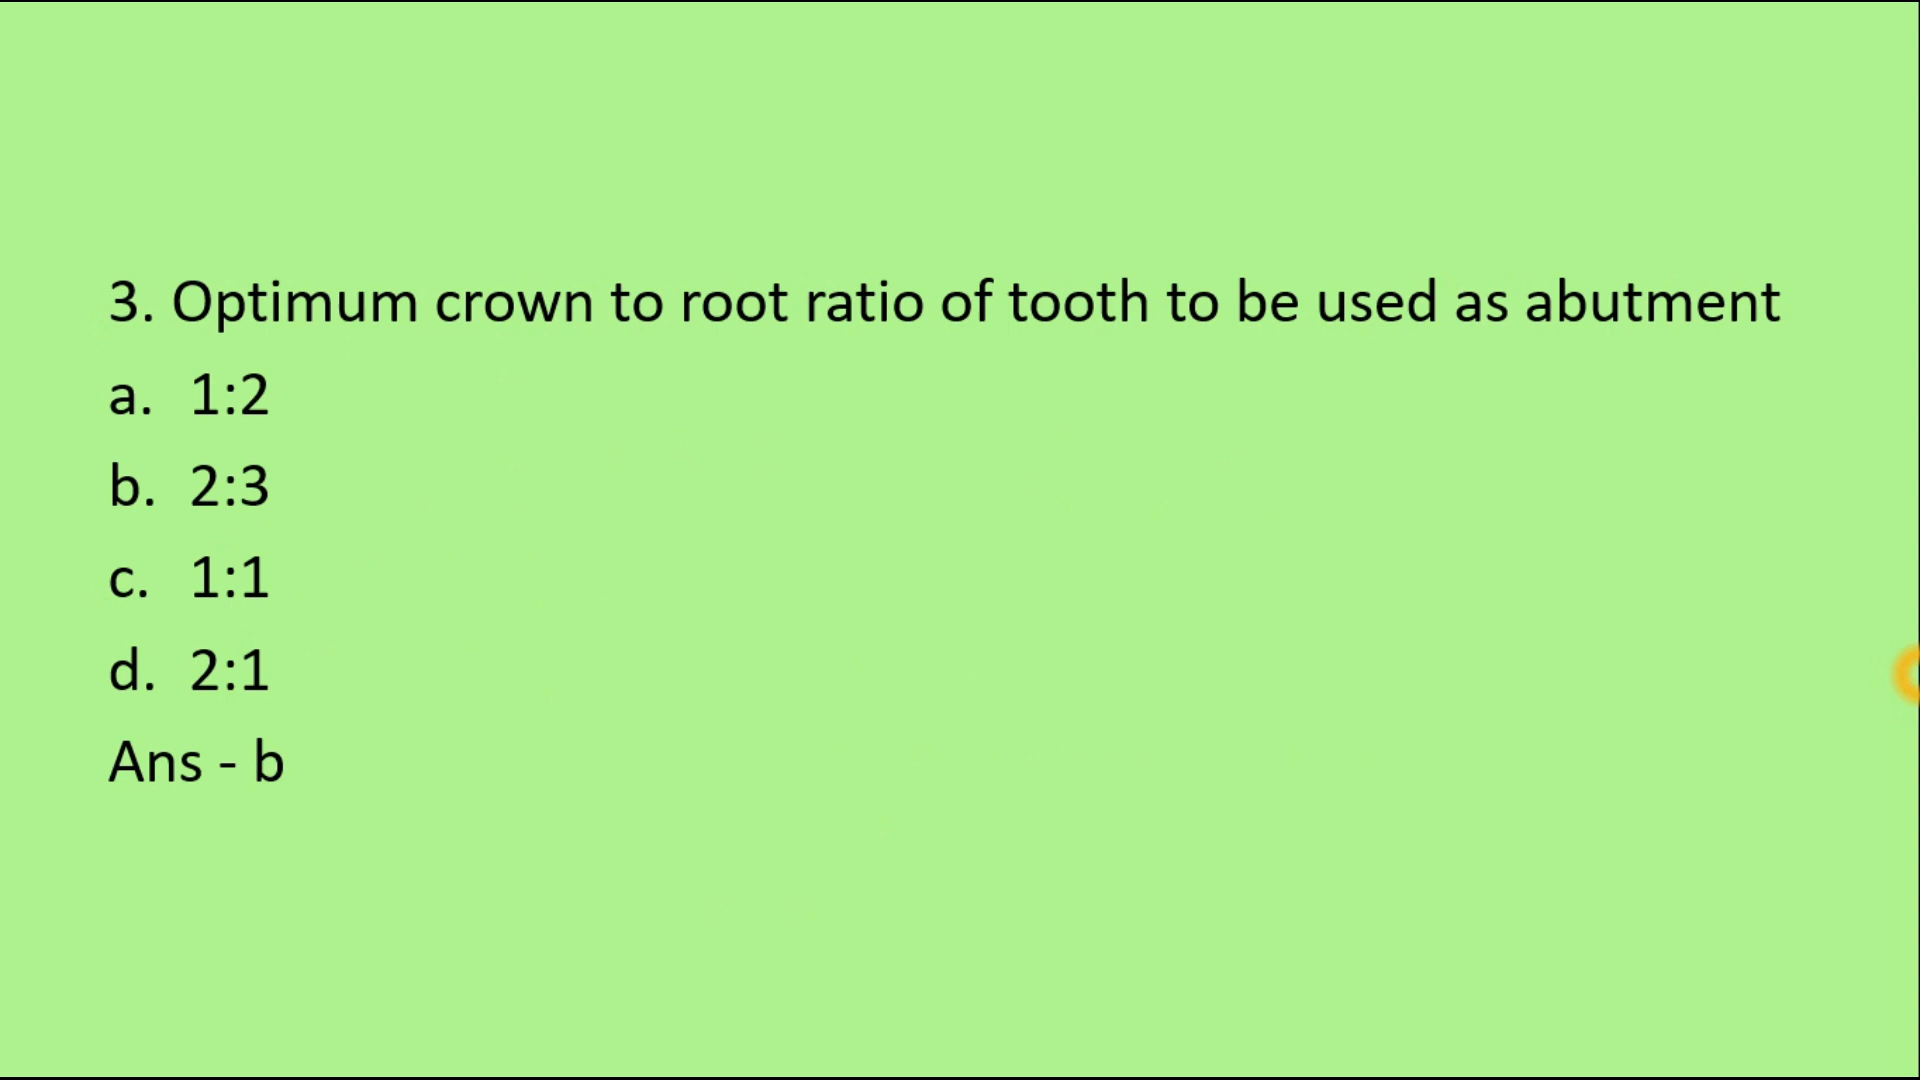 3. Optimum crown to root ratio of tooth to be used as abutment
a. 1:2
b. 2:3
c. 1:1
d. 2:1
Ans - b